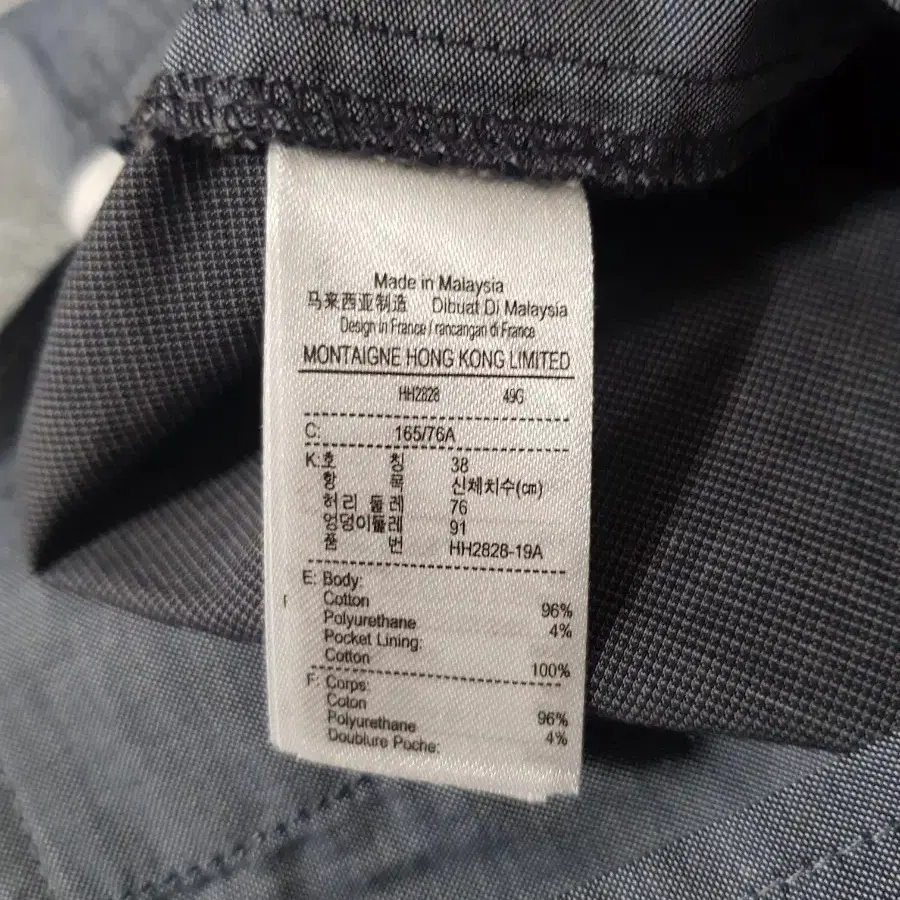 Made in Malaysia
马来西亚制造 Dibuat Di Malaysia
Design in France / rancangan di France
MONTAIGNE HONG KONG LIMITED
HH2828 49G
C: 165/76A
K:호 칭 38
항 목 신체치수(㎝)
허리 둘레 76
엉덩이둘레 91
품 번 HH2828-19A
E: Body:
Cotton 96%
Polyurethane 4%
Pocket Lining:
Cotton 100%
F: Corps:
Coton 96%
Polyurethane 4%
Doublure Poche: